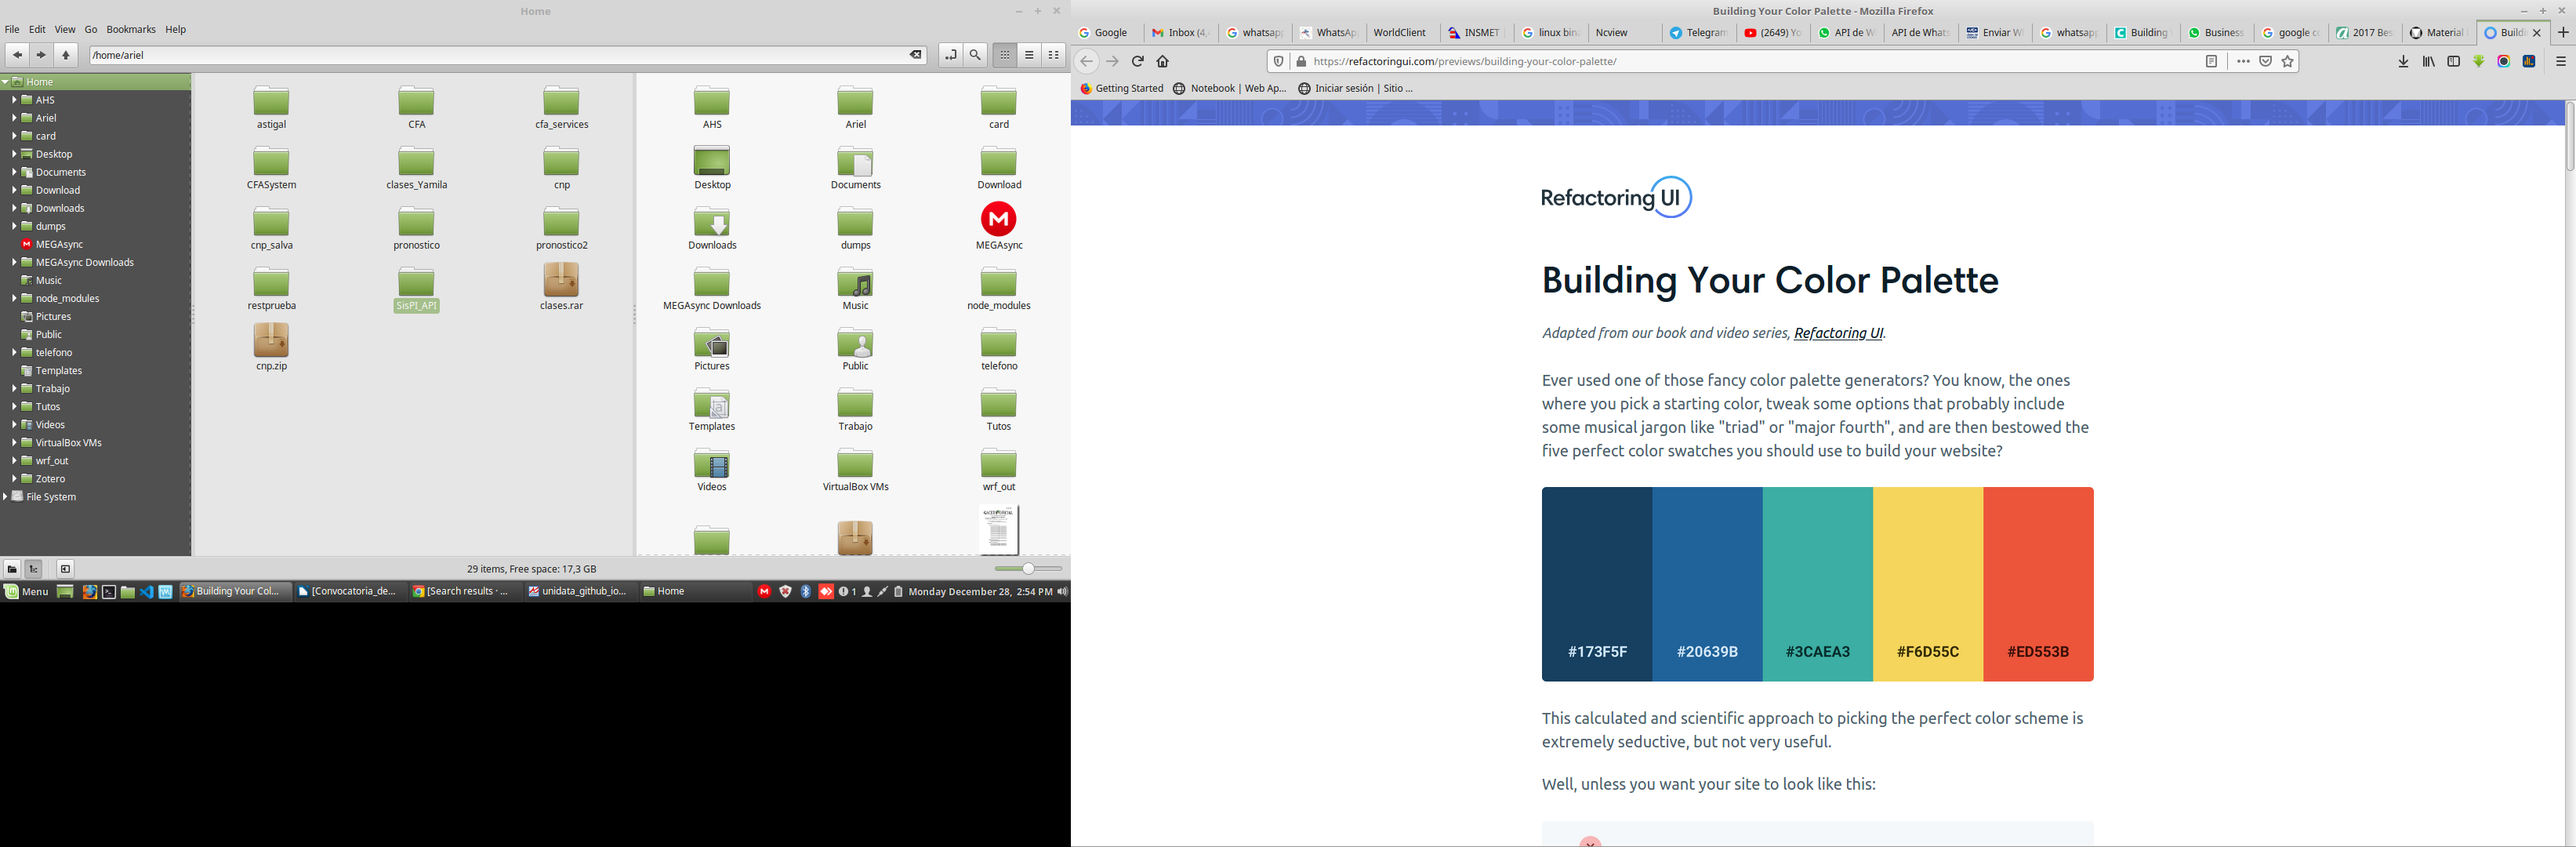 Home
File Edit View Go Bookmarks Help
/home/ariel
Home
AHS
Ariel
card
Desktop
Documents
Download
Downloads
dumps
MEGAsync
MEGAsync Downloads
Music
node_modules
Pictures
Public
telefono
Templates
Trabajo
Tutos
Videos
VirtualBox VMs
wrf_out
Zotero
File System
astigal CFA cfa_services
CFASystem clases_Yamila cnp
cnp_salva pronostico pronostico2
restprueba SisPI_API clases.rar
cnp.zip
AHS Ariel card
Desktop Documents Download
Downloads dumps MEGAsync
MEGAsync Downloads Music node_modules
Pictures Public telefono
Templates Trabajo Tutos
Videos VirtualBox VMs wrf_out
29 items, Free space: 17,3 GB
Menu Building Your Col... [Convocatoria_de... [Search results - ... unidata_github_io... Home 1 Monday December 28, 2:54 PM
Building Your Color Palette - Mozilla Firefox
Google Inbox (4, whatsapp WhatsAp WorldClient INSMET linux bin Ncview Telegram (2649) Yo API de W API de Whats Enviar W whatsapp Building Business google co 2017 Bes Material Buildi
https://refactoringui.com/previews/building-your-color-palette/
Getting Started Notebook | Web Ap... Iniciar sesión | Sitio ...
Refactoring UI
Building Your Color Palette
Adapted from our book and video series, Refactoring UI.
Ever used one of those fancy color palette generators? You know, the ones
where you pick a starting color, tweak some options that probably include
some musical jargon like "triad" or "major fourth", and are then bestowed the
five perfect color swatches you should use to build your website?
#173F5F #20639B #3CAEA3 #F6D55C #ED553B
This calculated and scientific approach to picking the perfect color scheme is
extremely seductive, but not very useful.
Well, unless you want your site to look like this: